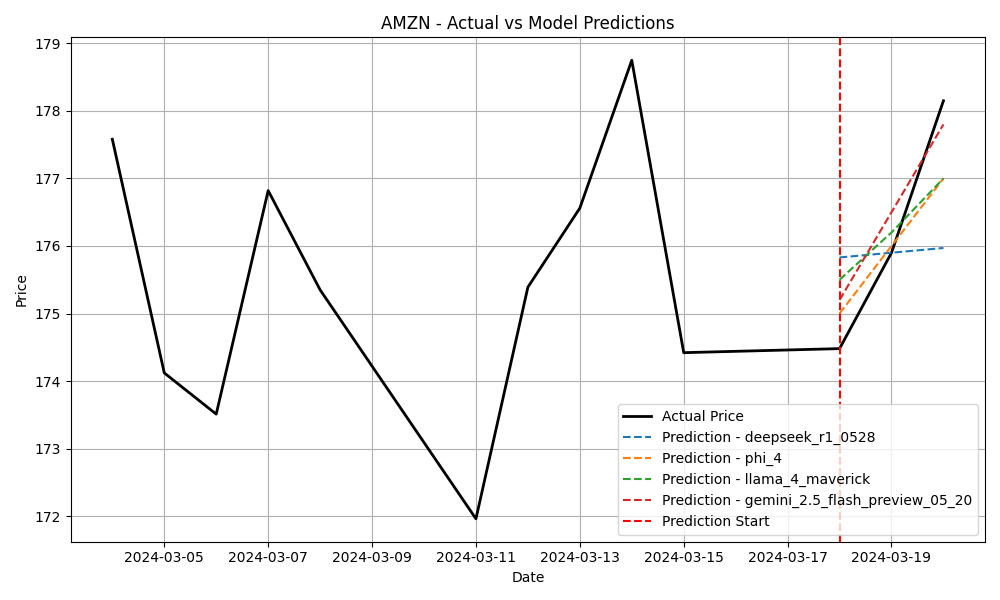 AMZN - Actual vs Model Predictions
Price
179
178
177
176
175
174
173
172
Actual Price
Prediction - deepseek_r1_0528
Prediction - phi_4
Prediction - llama_4_maverick
Prediction - gemini_2.5_flash_preview_05_20
Prediction Start
2024-03-05 2024-03-07 2024-03-09 2024-03-11 2024-03-13 2024-03-15 2024-03-17 2024-03-19
Date